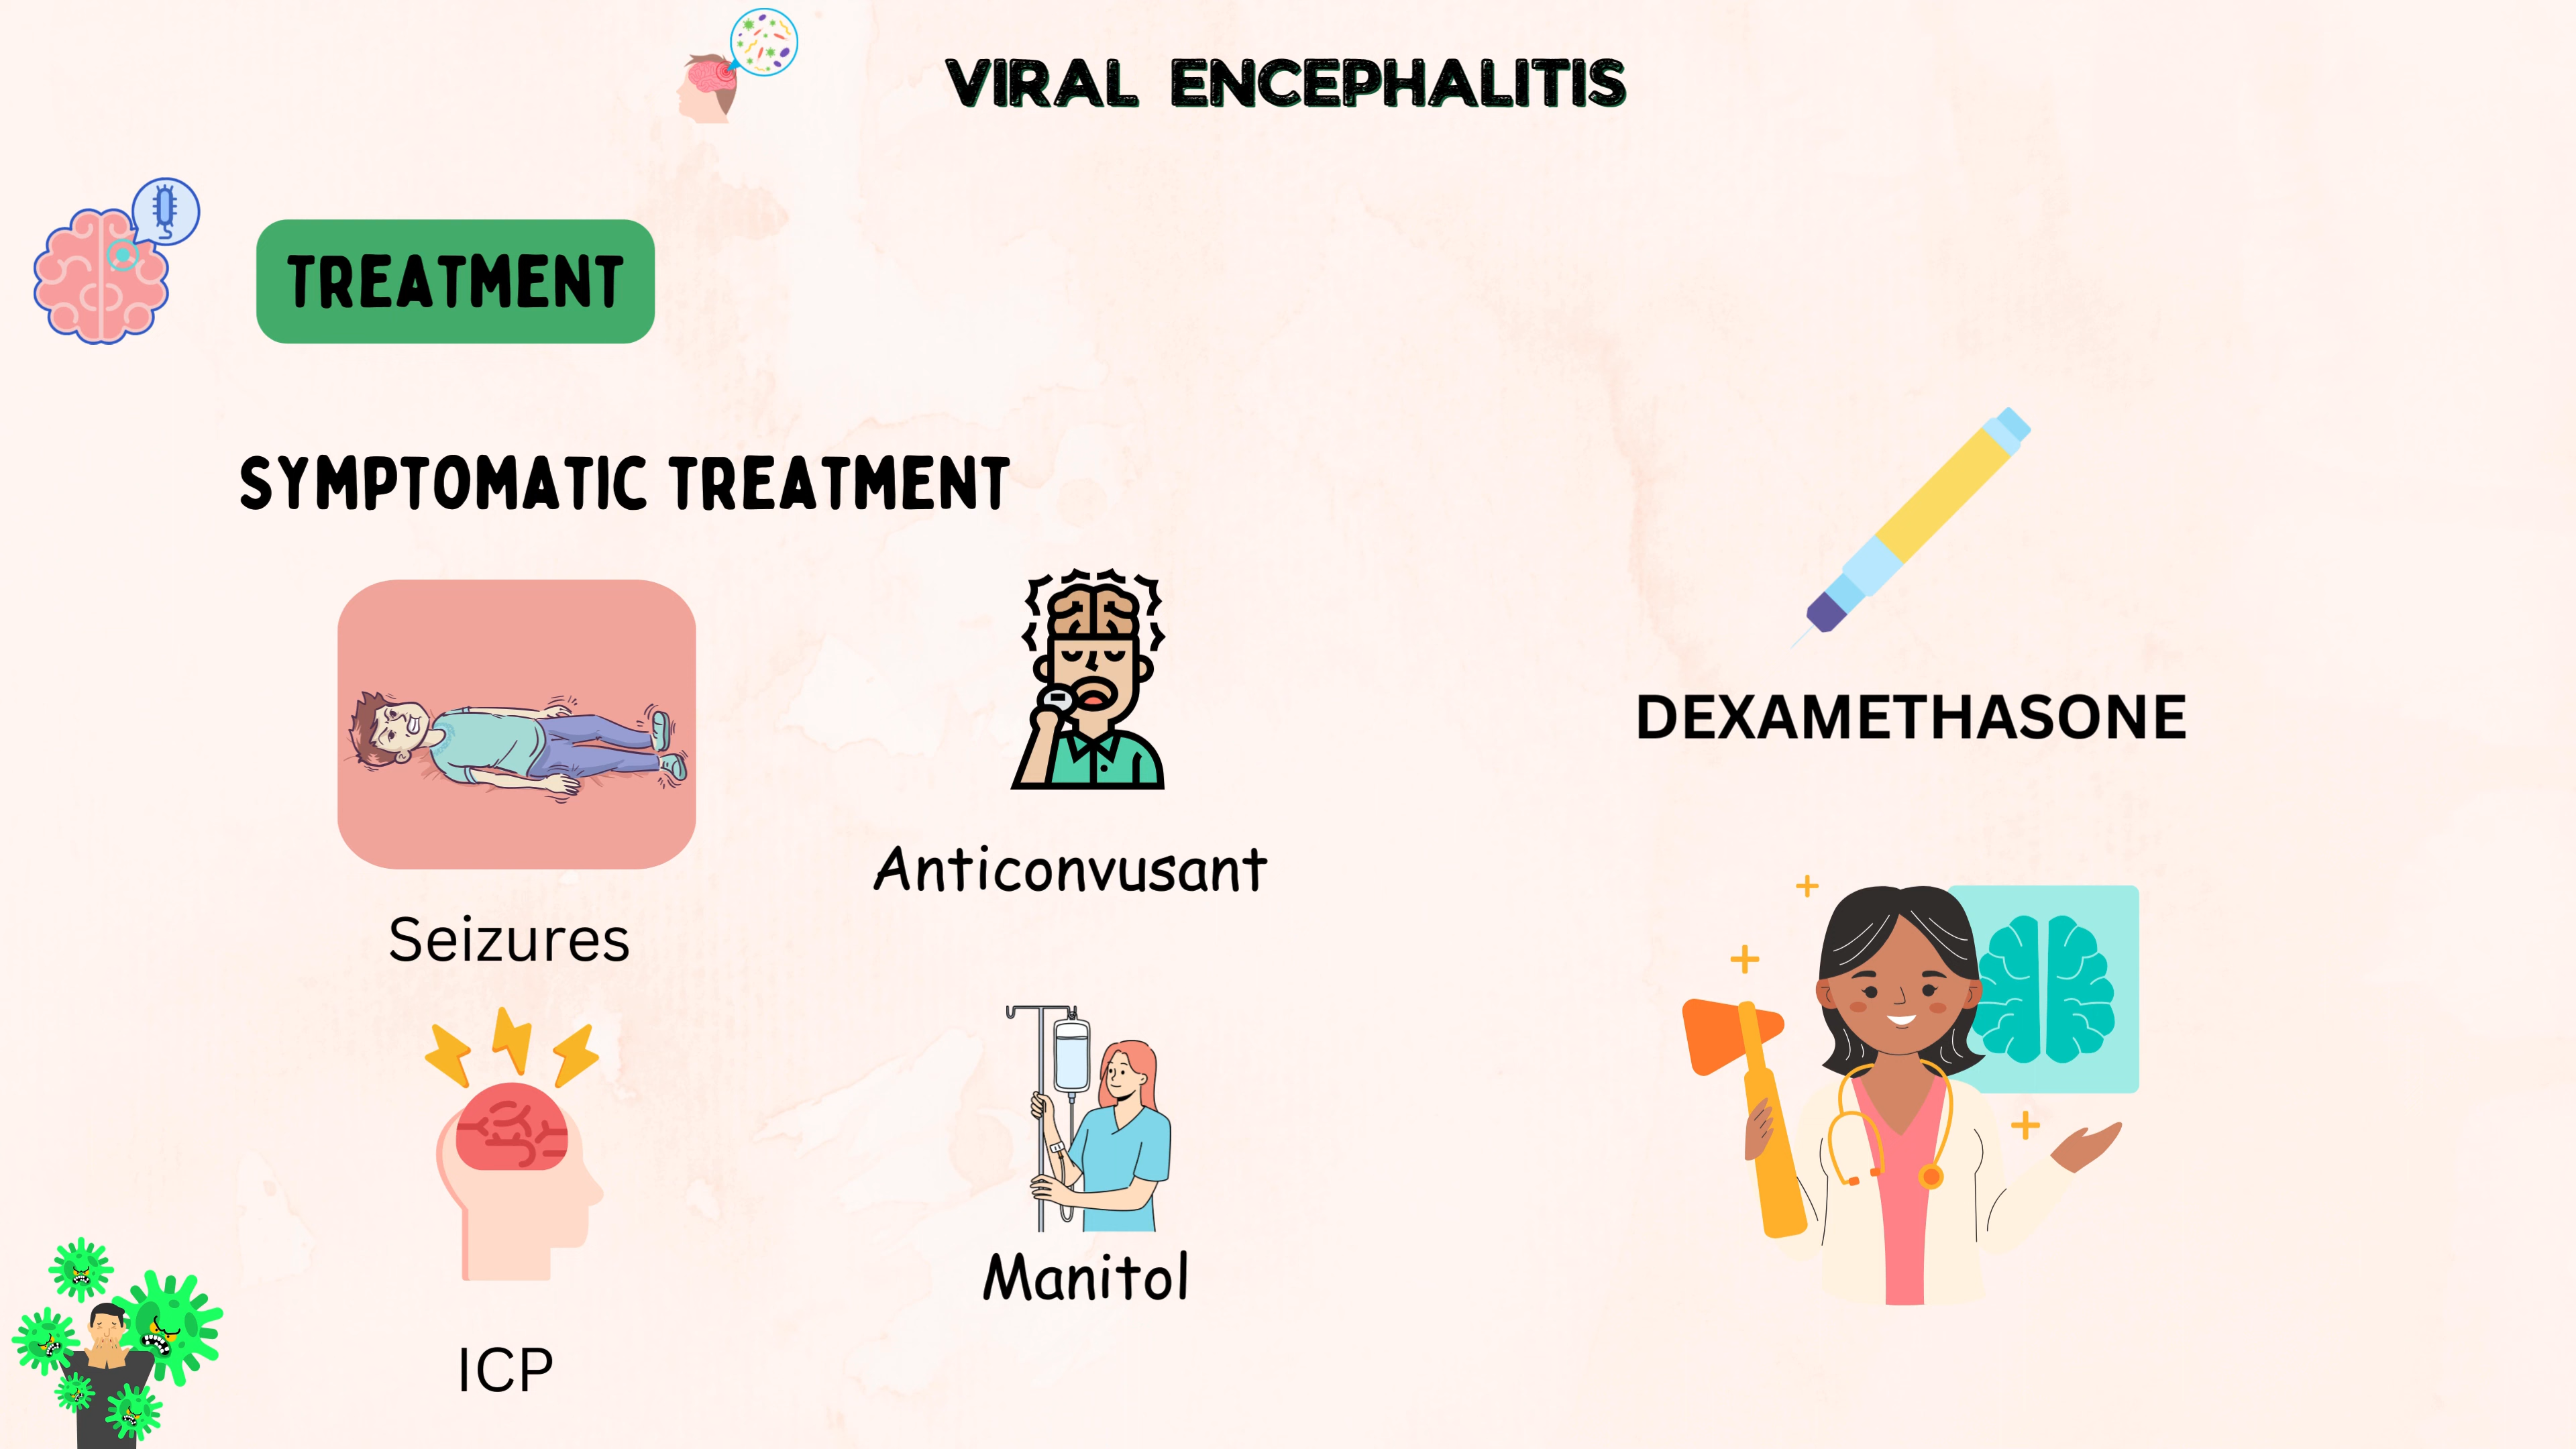 VIRAL ENCEPHALITIS
TREATMENT
SYMPTOMATIC TREATMENT
Seizures
Anticonvusant
ICP
Manitol
DEXAMETHASONE